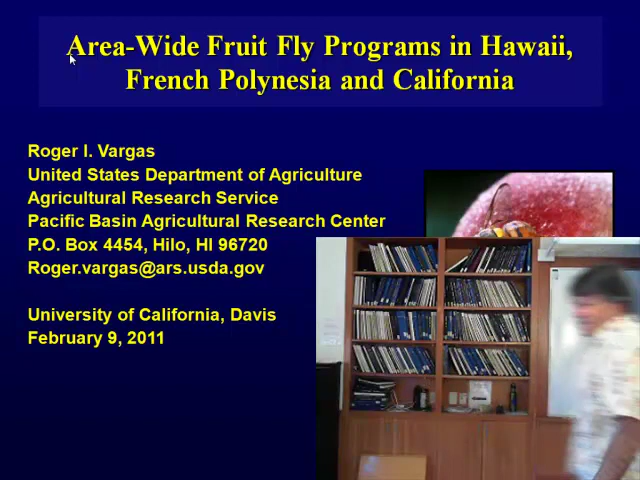 Area-Wide Fruit Fly Programs in Hawaii,
French Polynesia and California
Roger I. Vargas
United States Department of Agriculture
Agricultural Research Service
Pacific Basin Agricultural Research Center
P.O. Box 4454, Hilo, HI 96720
Roger.vargas@ars.usda.gov
University of California, Davis
February 9, 2011